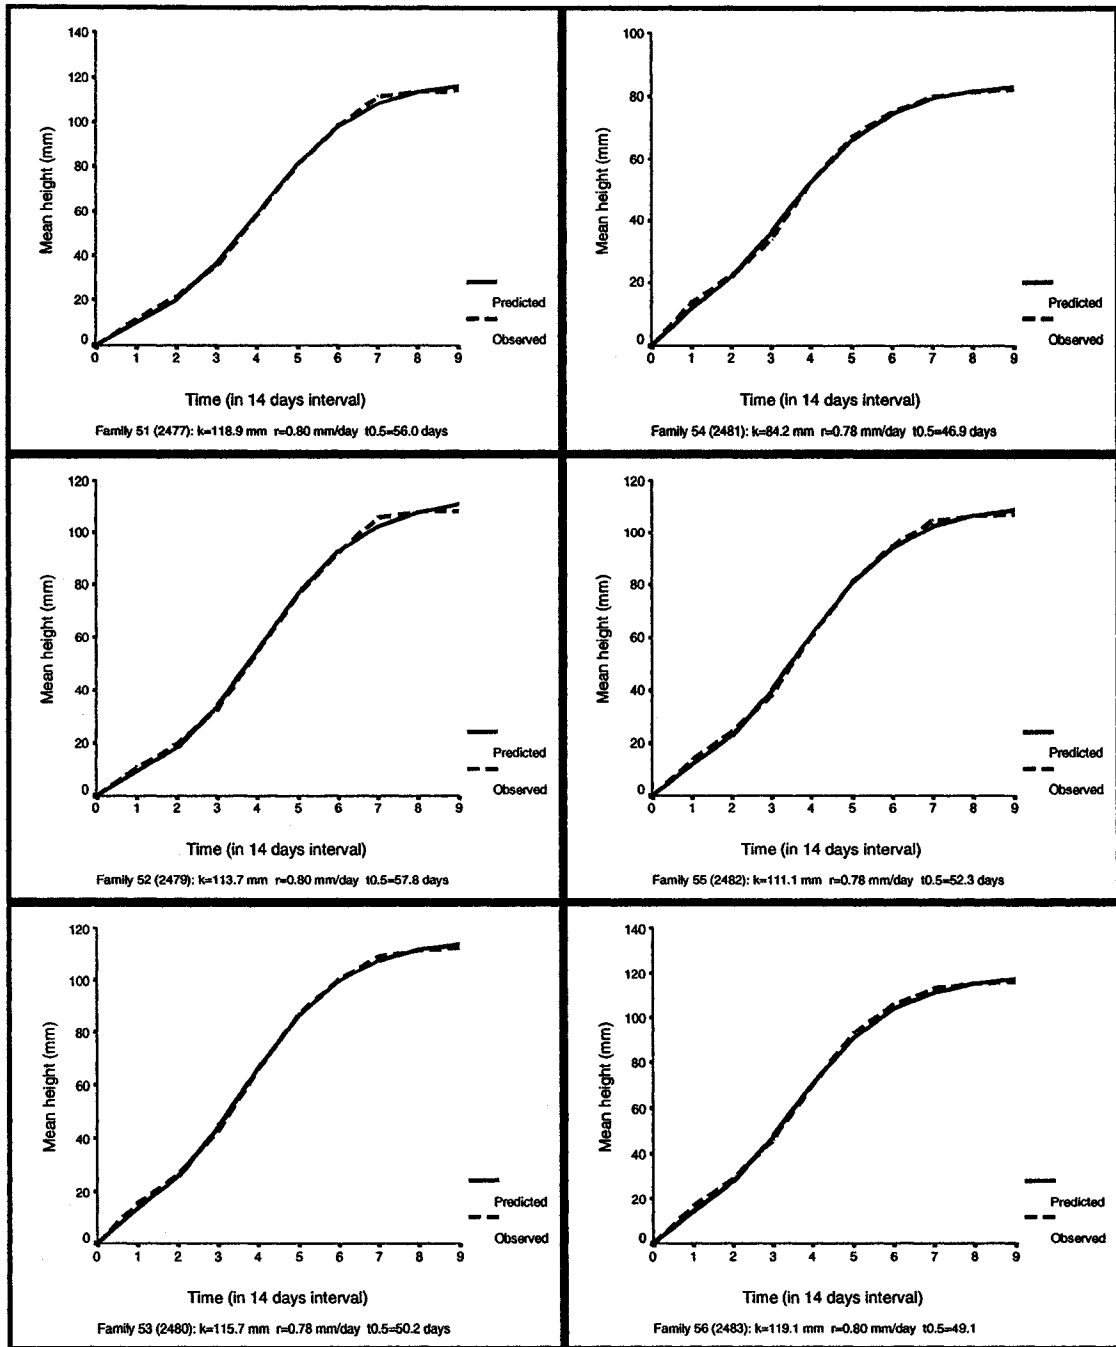 140
120
100
80
60
40
20
0
Mean height (mm)
0 1 2 3 4 5 6 7 8 9
Time (in 14 days interval)
Predicted
Observed
Family 51 (2477): k=118.9 mm r=0.80 mm/day t0.5=56.0 days
100
80
60
40
20
0
Mean height (mm)
0 1 2 3 4 5 6 7 8 9
Time (in 14 days interval)
Predicted
Observed
Family 54 (2481): k=84.2 mm r=0.78 mm/day t0.5=46.9 days
120
100
80
60
40
20
0
Mean height (mm)
0 1 2 3 4 5 6 7 8 9
Time (in 14 days interval)
Predicted
Observed
Family 52 (2479): k=113.7 mm r=0.80 mm/day t0.5=57.8 days
120
100
80
60
40
20
0
Mean height (mm)
0 1 2 3 4 5 6 7 8 9
Time (in 14 days interval)
Predicted
Observed
Family 55 (2482): k=111.1 mm r=0.78 mm/day t0.5=52.3 days
120
100
80
60
40
20
0
Mean height (mm)
0 1 2 3 4 5 6 7 8 9
Time (in 14 days interval)
Predicted
Observed
Family 53 (2480): k=115.7 mm r=0.78 mm/day t0.5=50.2 days
140
120
100
80
60
40
20
0
Mean height (mm)
0 1 2 3 4 5 6 7 8 9
Time (in 14 days interval)
Predicted
Observed
Family 56 (2483): k=119.1 mm r=0.80 mm/day t0.5=49.1